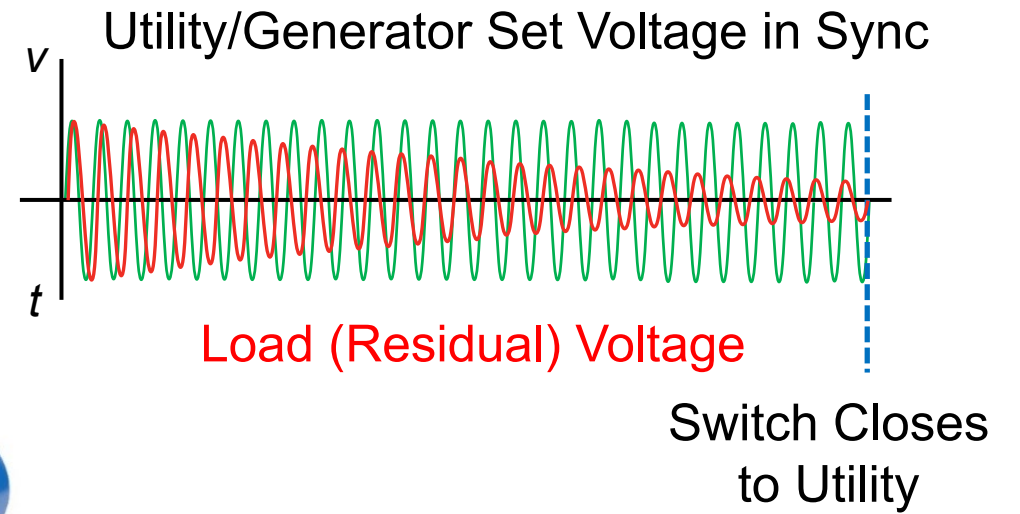 Utility/Generator Set Voltage in Sync
v
t
Load (Residual) Voltage
Switch Closes
to Utility